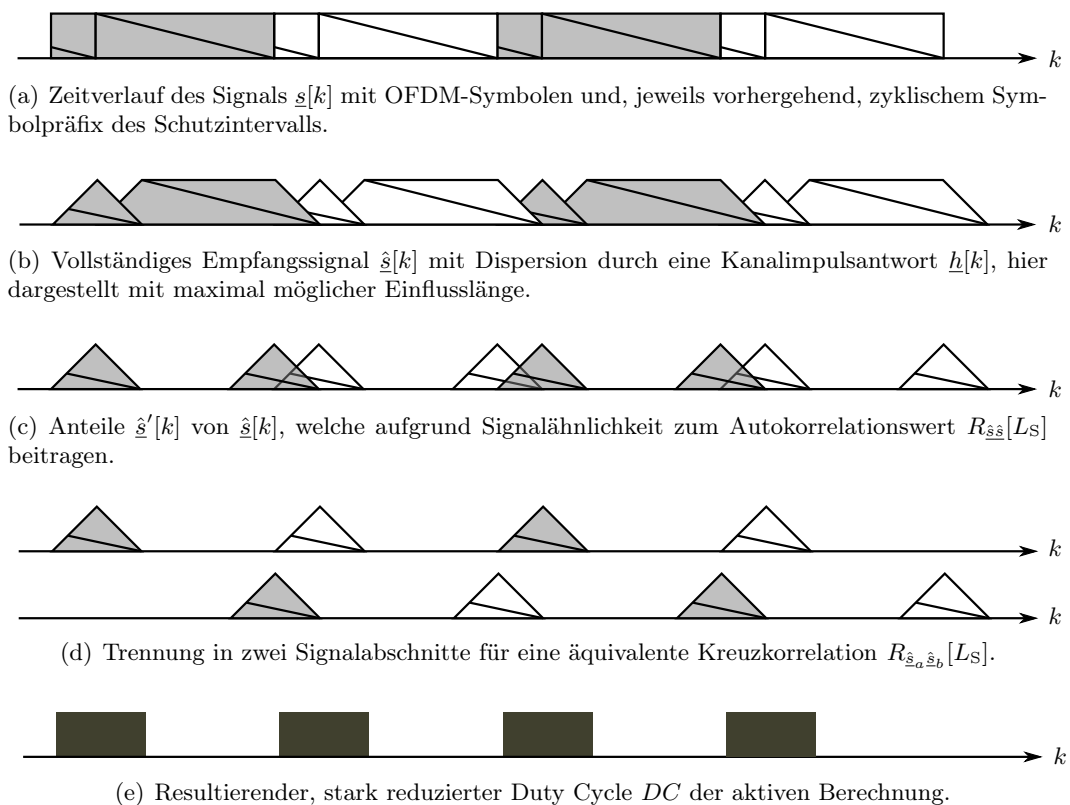 k
(a) Zeitverlauf des Signals s[k] mit OFDM-Symbolen und, jeweils vorhergehend, zyklischem Sym-
bolpräfix des Schutzintervalls.
k
(b) Vollständiges Empfangssignal ŝ[k] mit Dispersion durch eine Kanalimpulsantwort h[k], hier
dargestellt mit maximal möglicher Einflusslänge.
k
(c) Anteile ŝ′[k] von ŝ[k], welche aufgrund Signalähnlichkeit zum Autokorrelationswert Rŝŝ[LS]
beitragen.
k
k
(d) Trennung in zwei Signalabschnitte für eine äquivalente Kreuzkorrelation Rŝaŝb[LS].
k
(e) Resultierender, stark reduzierter Duty Cycle DC der aktiven Berechnung.